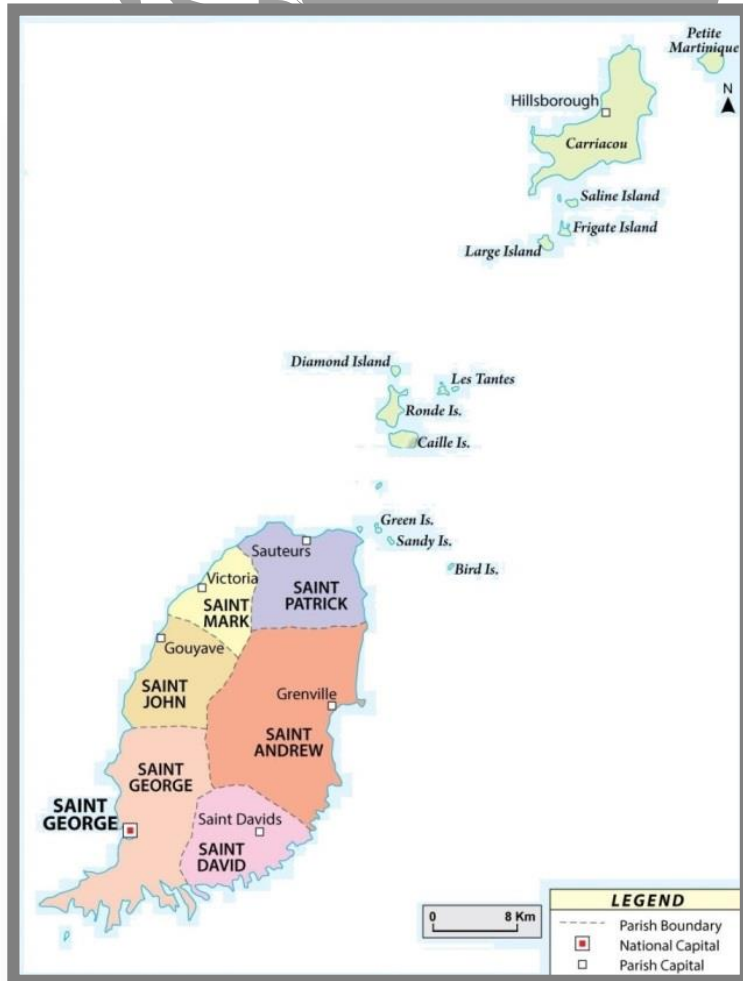 Petite
Martinique
N
Hillsborough
Carriacou
Saline Island
Frigate Island
Large Island
Diamond Island
Les Tantes
Ronde Is.
Caille Is.
Green Is.
Sandy Is.
Bird Is.
Sauteurs
Victoria
SAINT
PATRICK
SAINT
MARK
Gouyave
SAINT
JOHN
Grenville
SAINT
ANDREW
SAINT
GEORGE
SAINT
GEORGE
Saint Davids
SAINT
DAVID
0 8 Km
LEGEND
Parish Boundary
National Capital
Parish Capital